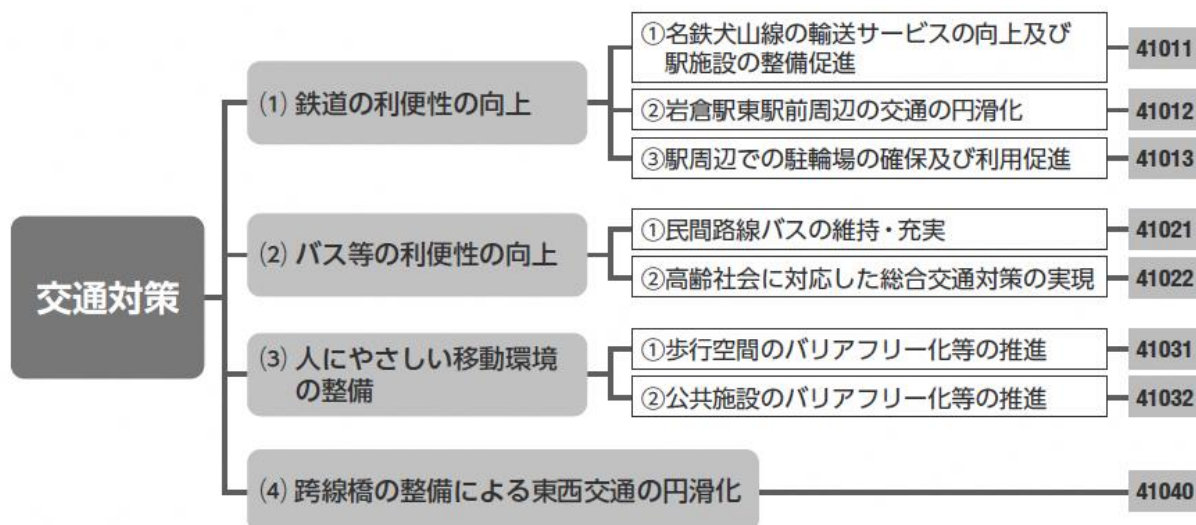 交通対策
⑴ 鉄道の利便性の向上
①名鉄犬山線の輸送サービスの向上及び
駅施設の整備促進
41011
②岩倉駅東駅前周辺の交通の円滑化
41012
③駅周辺での駐輪場の確保及び利用促進
41013
⑵ バス等の利便性の向上
①民間路線バスの維持・充実
41021
②高齢社会に対応した総合交通対策の実現
41022
⑶ 人にやさしい移動環境
の整備
①歩行空間のバリアフリー化等の推進
41031
②公共施設のバリアフリー化等の推進
41032
⑷ 跨線橋の整備による東西交通の円滑化
41040